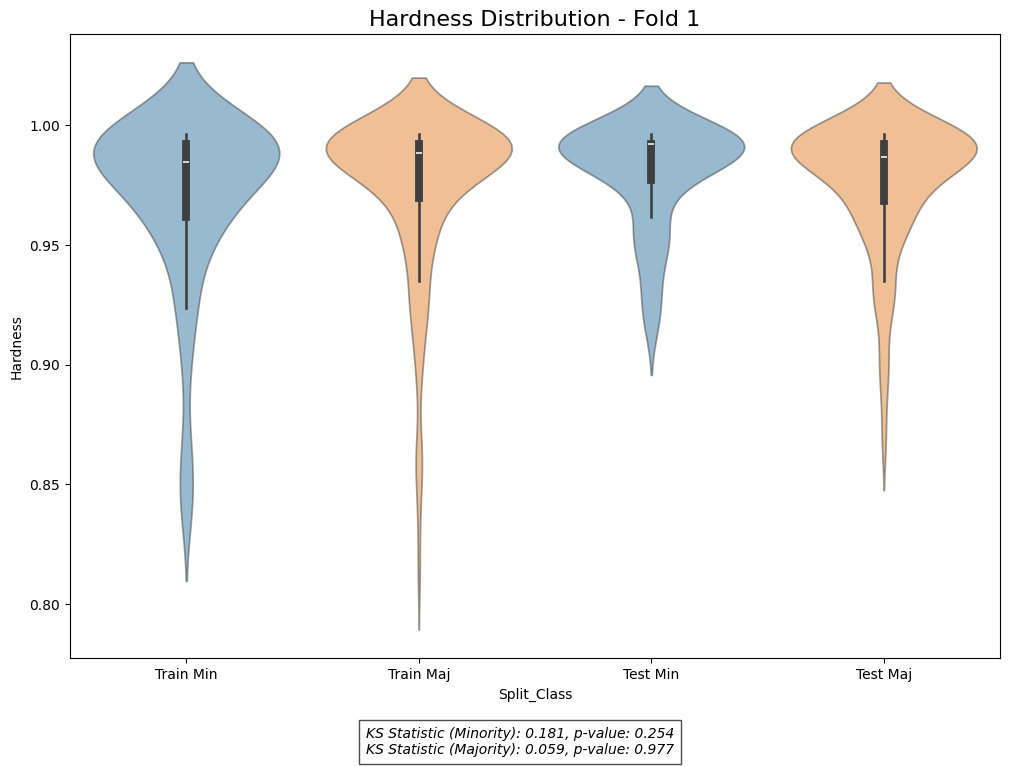 Hardness Distribution - Fold 1
1.00
0.95
0.90
0.85
0.80
Hardness
Train Min
Train Maj
Test Min
Test Maj
Split_Class
KS Statistic (Minority): 0.181, p-value: 0.254
KS Statistic (Majority): 0.059, p-value: 0.977